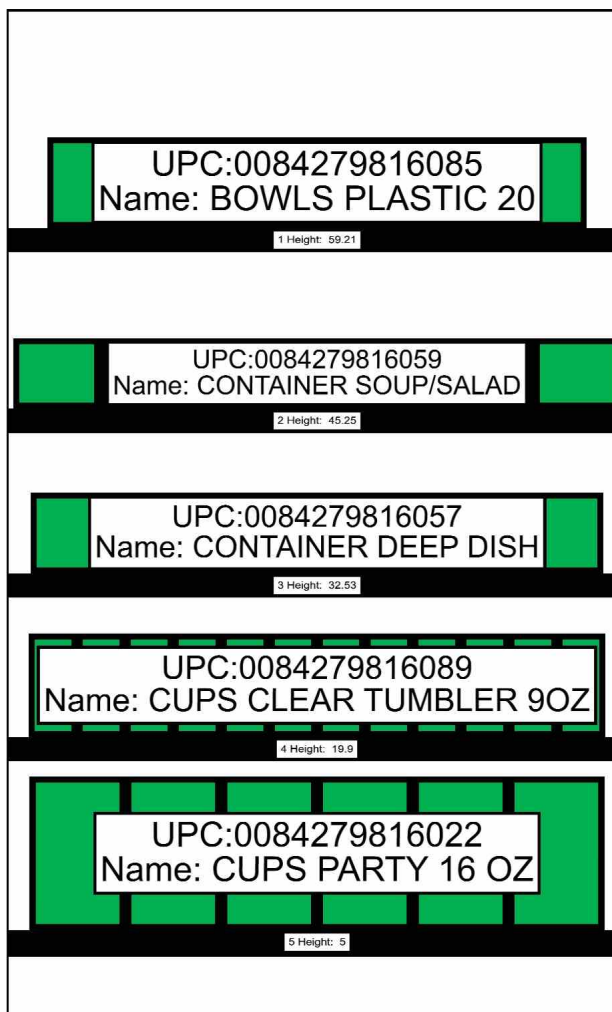 UPC:0084279816085
Name: BOWLS PLASTIC 20
1 Height: 59.21
UPC:0084279816059
Name: CONTAINER SOUP/SALAD
2 Height: 45.25
UPC:0084279816057
Name: CONTAINER DEEP DISH
3 Height: 32.53
UPC:0084279816089
Name: CUPS CLEAR TUMBLER 9OZ
4 Height: 19.9
UPC:0084279816022
Name: CUPS PARTY 16 OZ
5 Height: 5